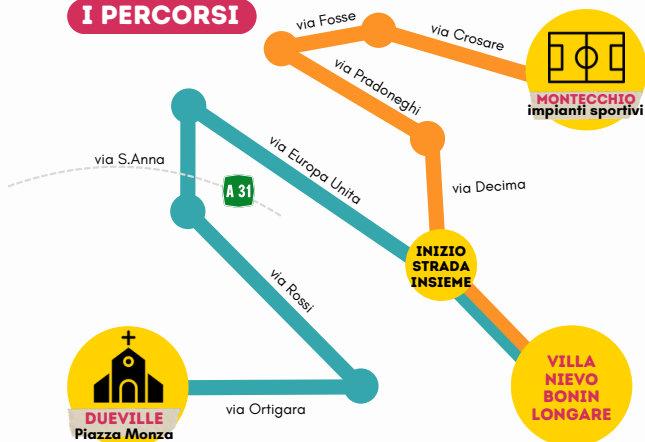 I PERCORSI
via Fosse
via Crosare
MONTECCHIO
impianti sportivi
via Pradoneghi
via S.Anna
A 31
via Europa Unita
via Decima
INIZIO
STRADA
INSIEME
via Rossi
VILLA
NIEVO
BONIN
LONGARE
DUEVILLE
Piazza Monza
via Ortigara